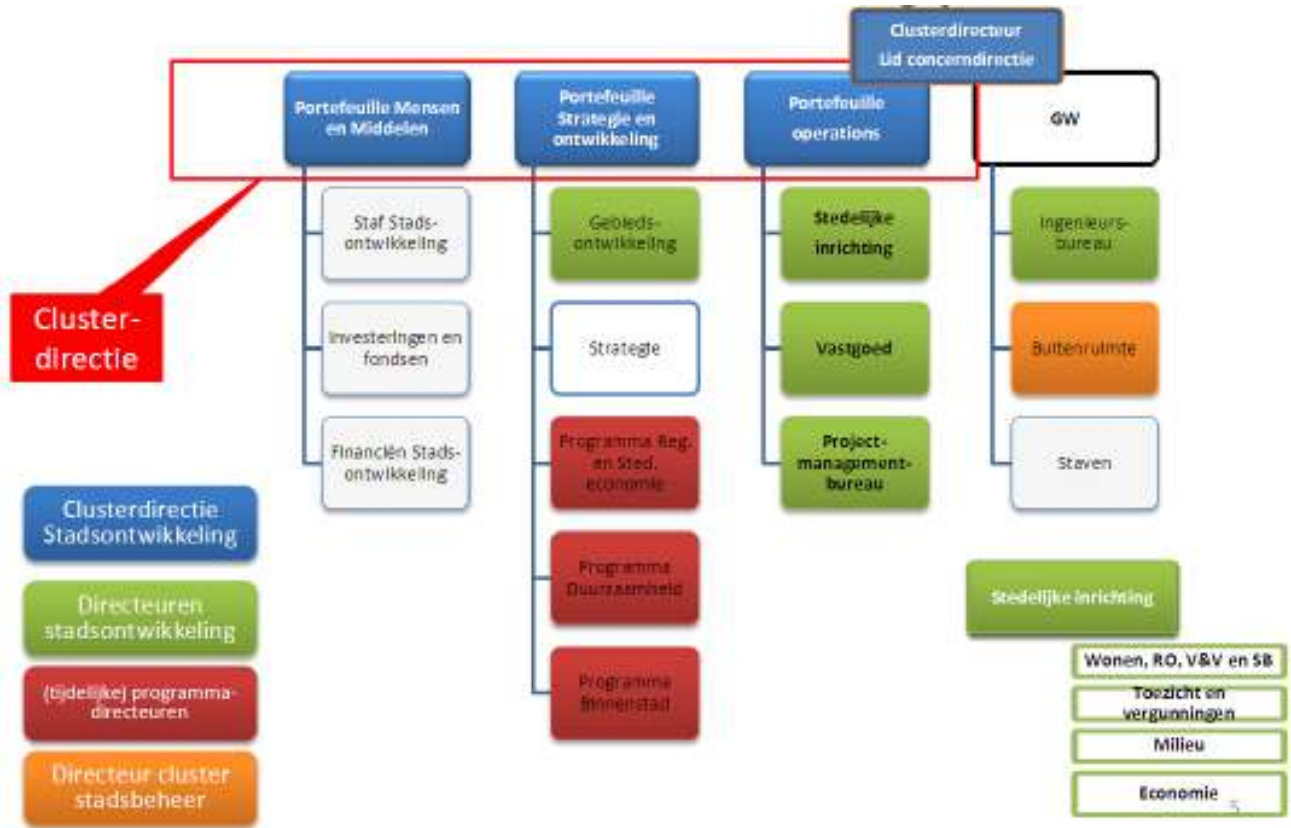 Clusterdirecteur
Lid concerndirectie
Portefeuille Mensen
en Middelen
Portefeuille
Strategie en
ontwikkeling
Portefeuille
operations
GW
Staf Stads-
ontwikkeling
Gebieds-
ontwikkeling
Stedelijke
inrichting
Ingenieurs-
bureau
Cluster-
directie
Investeringen en
fondsen
Strategie
Vastgoed
Buitenruimte
Financiën Stads-
ontwikkeling
Programma Reg.
en Sted.
economie
Project-
management-
bureau
Staven
Clusterdirectie
Stadsontwikkeling
Programma
Duurzaamheid
Directeuren
stadsontwikkeling
Stedelijke inrichting
(tijdelijke) programma-
directeuren
Programma
Binnenstad
Wonen, RO, V&V en SB
Toezicht en
vergunningen
Milieu
Economie
Directeur cluster
stadsbeheer
5